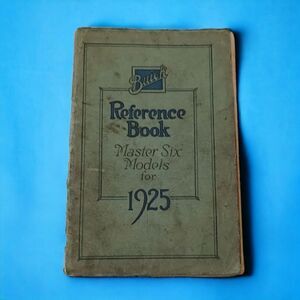 Buick
Reference
Book
Master Six
Models
for
1925